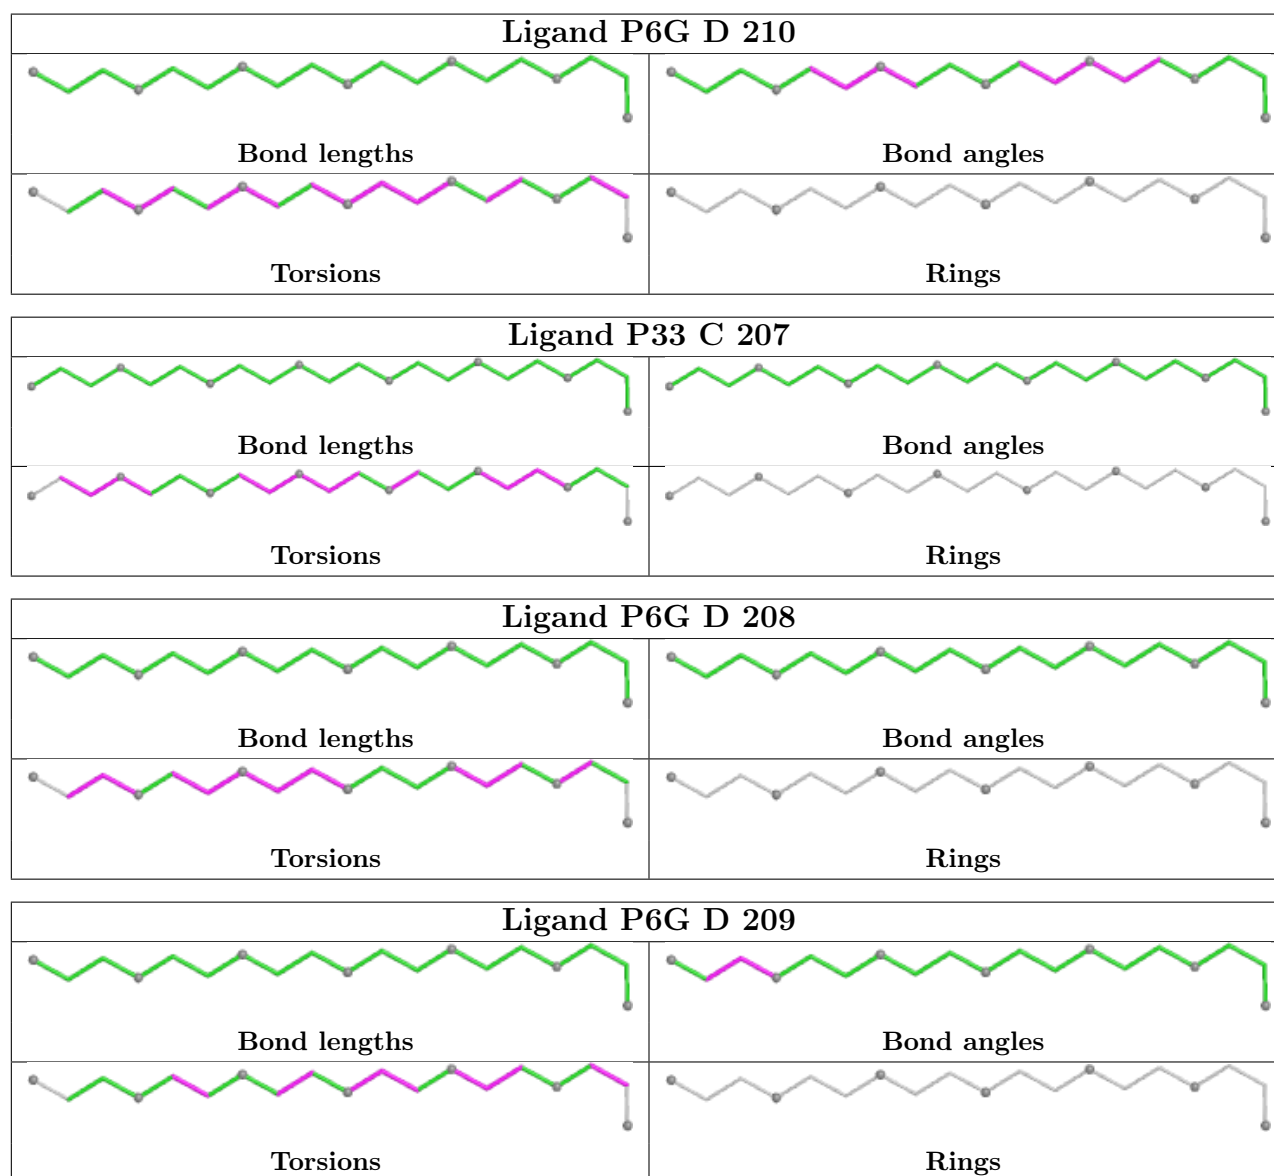 Ligand P6G D 210
Bond lengths
Bond angles
Torsions
Rings
Ligand P33 C 207
Bond lengths
Bond angles
Torsions
Rings
Ligand P6G D 208
Bond lengths
Bond angles
Torsions
Rings
Ligand P6G D 209
Bond lengths
Bond angles
Torsions
Rings